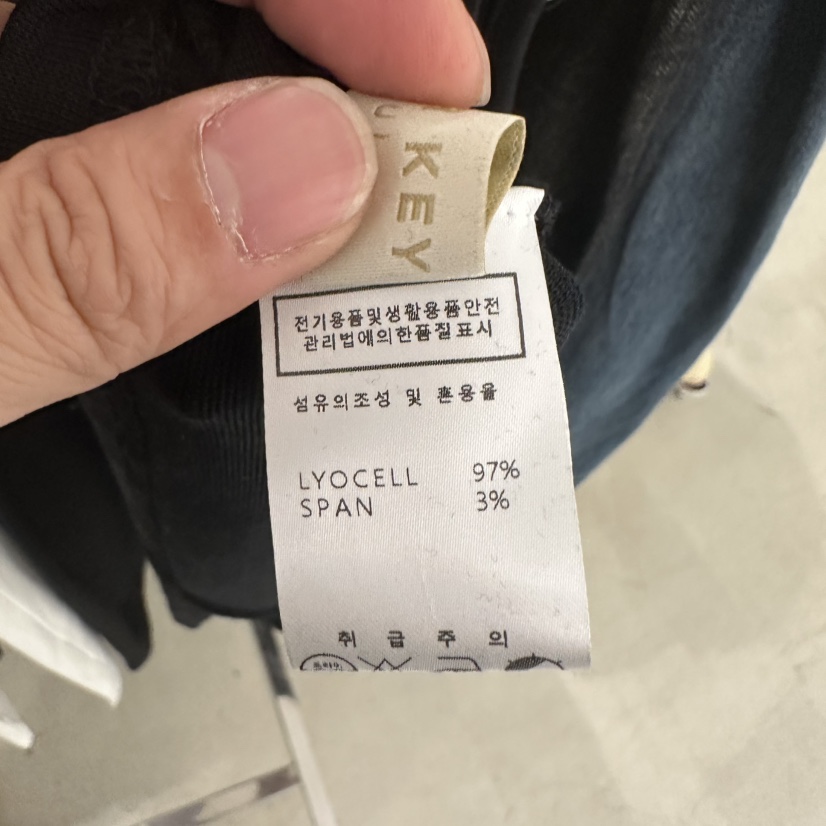 KEY
전기용품및생활용품안전
관리법에의한품질표시
섬유의조성 및 혼용율
LYOCELL 97%
SPAN 3%
취급주의